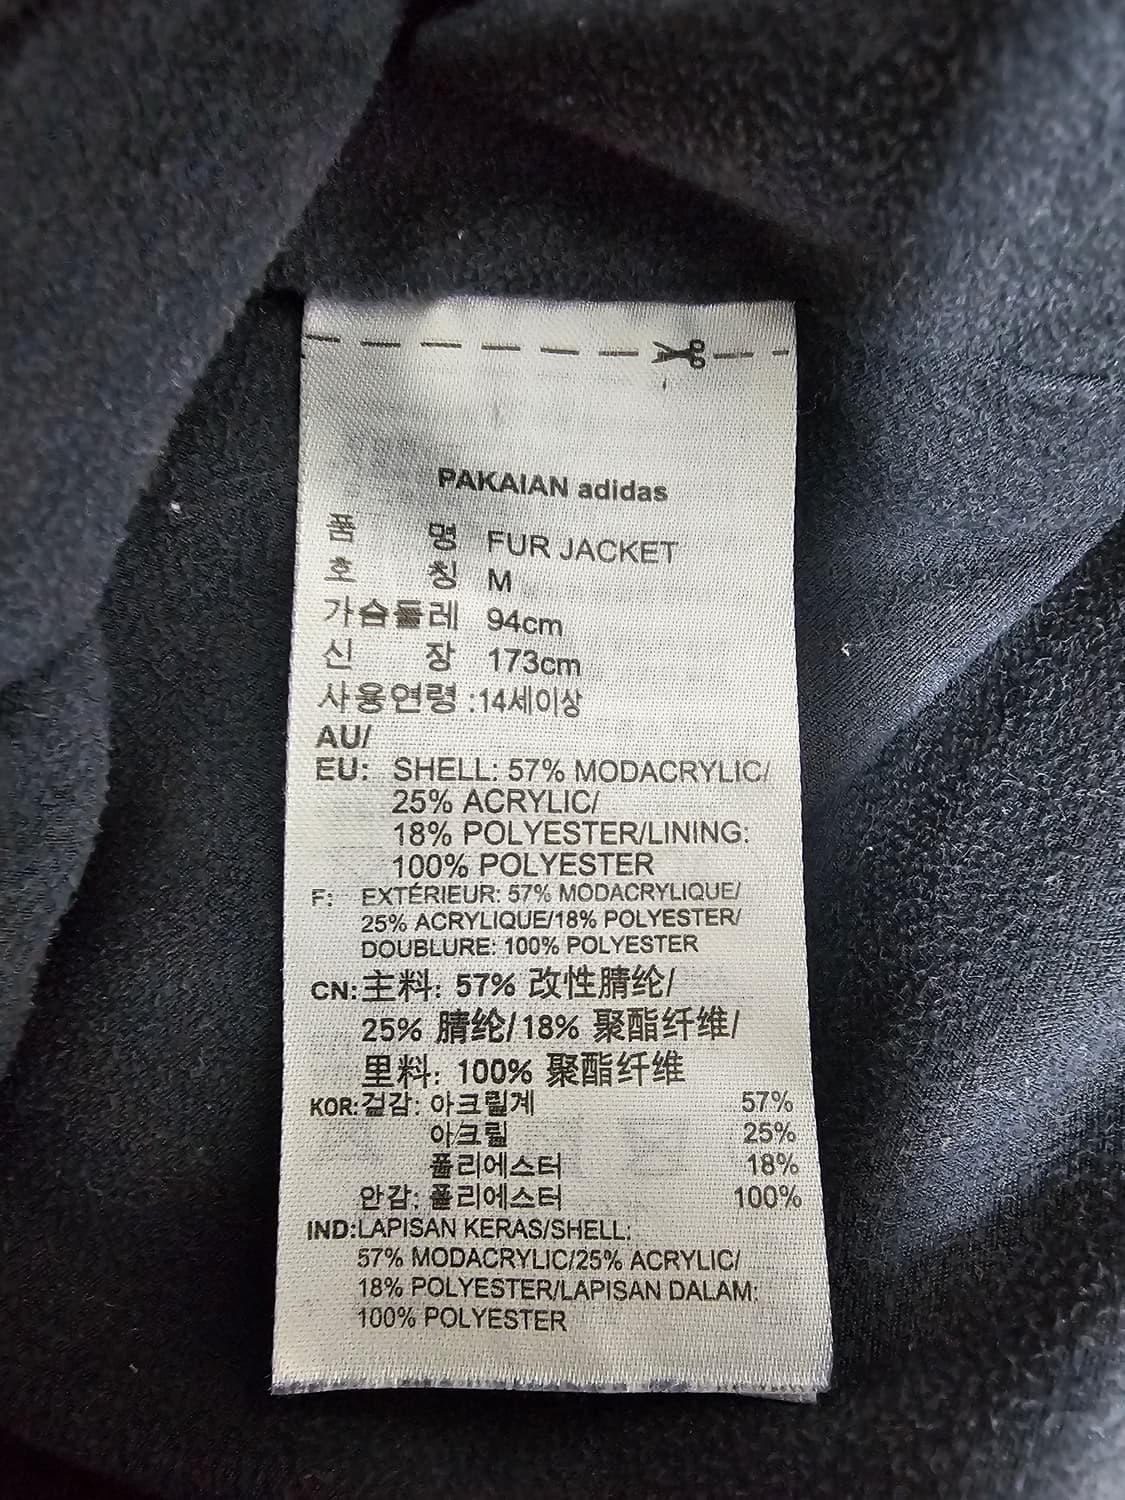 PAKAIAN adidas
품 명 FUR JACKET
호 칭 M
가슴둘레 94cm
신 장 173cm
사용연령 :14세이상
AU/
EU: SHELL: 57% MODACRYLIC/
25% ACRYLIC/
18% POLYESTER/LINING:
100% POLYESTER
F: EXTÉRIEUR: 57% MODACRYLIQUE/
25% ACRYLIQUE/18% POLYESTER/
DOUBLURE: 100% POLYESTER
CN:主料: 57% 改性腈纶/
25% 腈纶/18% 聚酯纤维/
里料: 100% 聚酯纤维
KOR:겉감: 아크릴계 57%
아크릴 25%
폴리에스터 18%
안감: 폴리에스터 100%
IND:LAPISAN KERAS/SHELL:
57% MODACRYLIC/25% ACRYLIC/
18% POLYESTER/LAPISAN DALAM:
100% POLYESTER